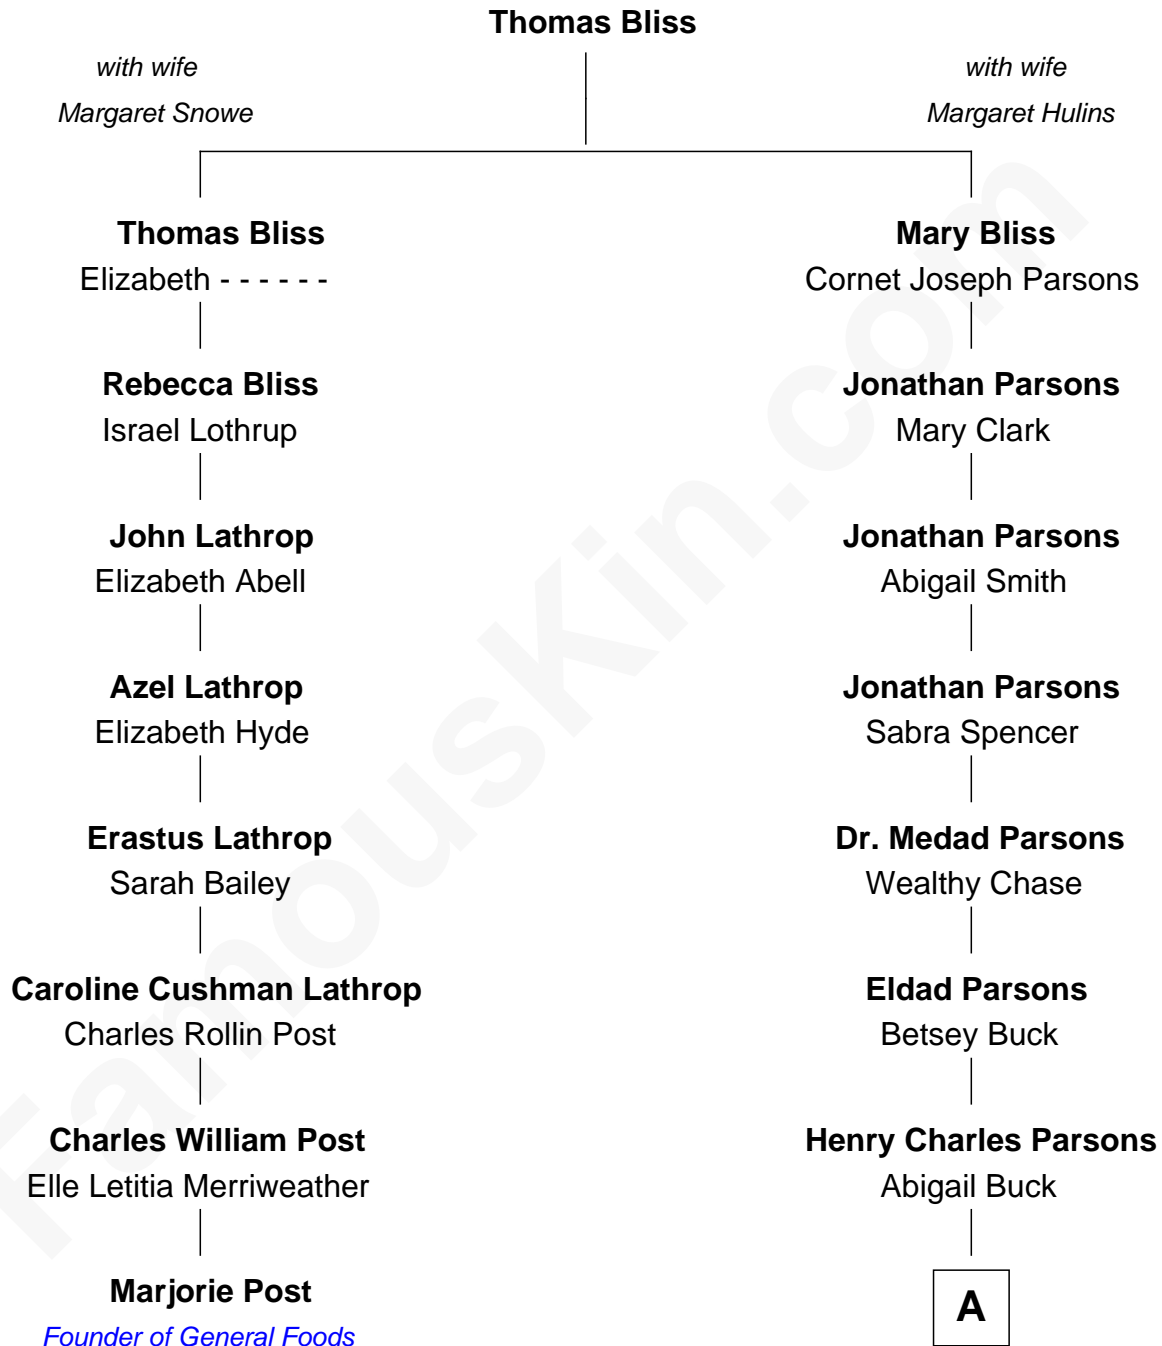 Thomas Bliss
with wife
Margaret Snowe
with wife
Margaret Hulins
Thomas Bliss
Elizabeth - - - - - -
Mary Bliss
Cornet Joseph Parsons
Rebecca Bliss
Israel Lothrup
Jonathan Parsons
Mary Clark
John Lathrop
Elizabeth Abell
Jonathan Parsons
Abigail Smith
Azel Lathrop
Elizabeth Hyde
Jonathan Parsons
Sabra Spencer
Erastus Lathrop
Sarah Bailey
Dr. Medad Parsons
Wealthy Chase
Caroline Cushman Lathrop
Charles Rollin Post
Eldad Parsons
Betsey Buck
Charles William Post
Elle Letitia Merriweather
Henry Charles Parsons
Abigail Buck
Marjorie Post
Founder of General Foods
A
FamousKin.com